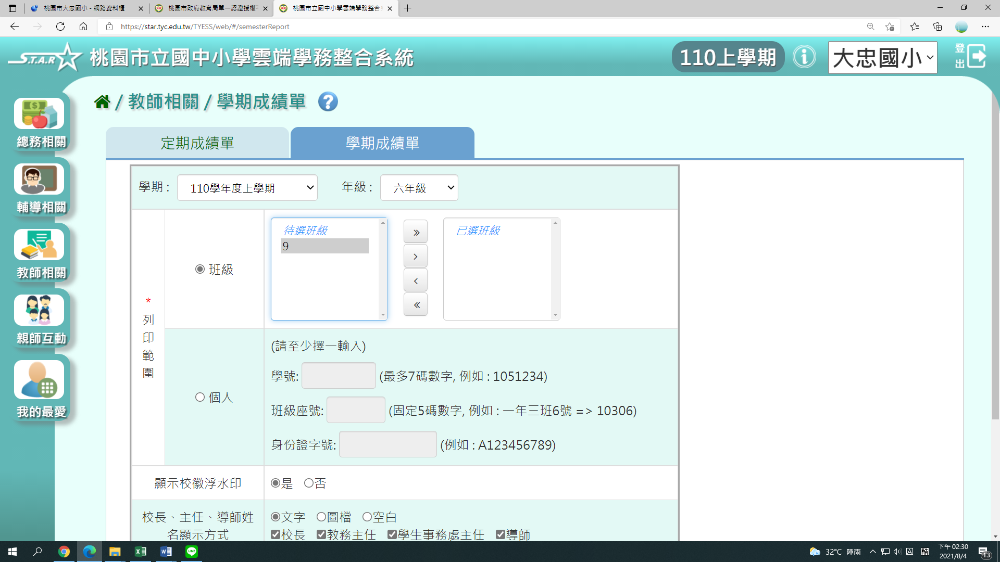 桃園市大忠國小 - 網路資料櫃
桃園市政府教育局單一認證授權
桃園市立國中小學雲端學務整合
https://star.tyc.edu.tw/TYESS/web/#/semesterReport
S.T.A.R 桃園市立國中小學雲端學務整合系統
110上學期
大忠國小
登出
總務相關
輔導相關
教師相關
親師互動
我的最愛
/ 教師相關 / 學期成績單 ?
定期成績單
學期成績單
學期 : 110學年度上學期 年級 : 六年級
* 列印範圍
班級
待選班級
9
»
›
‹
«
已選班級
個人
(請至少擇一輸入)
學號: (最多7碼數字, 例如 : 1051234)
班級座號: (固定5碼數字, 例如 : 一年三班6號 => 10306)
身份證字號: (例如 : A123456789)
顯示校徽浮水印 是 否
校長、主任、導師姓名顯示方式
文字 圖檔 空白
校長 教務主任 學生事務處主任 導師
32°C 陣雨
下午 02:30
2021/8/4
13